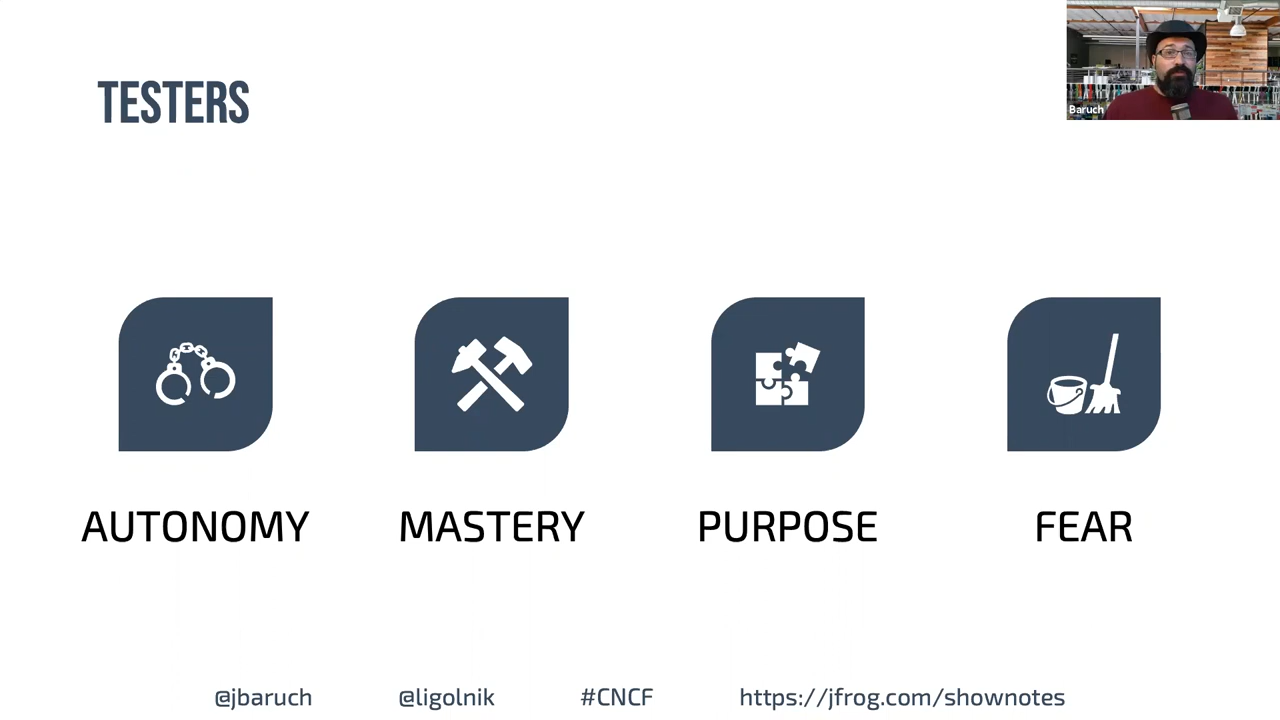 TESTERS
Baruch
AUTONOMY
MASTERY
PURPOSE
FEAR
@jbaruch
@ligolnik
#CNCF
https://jfrog.com/shownotes